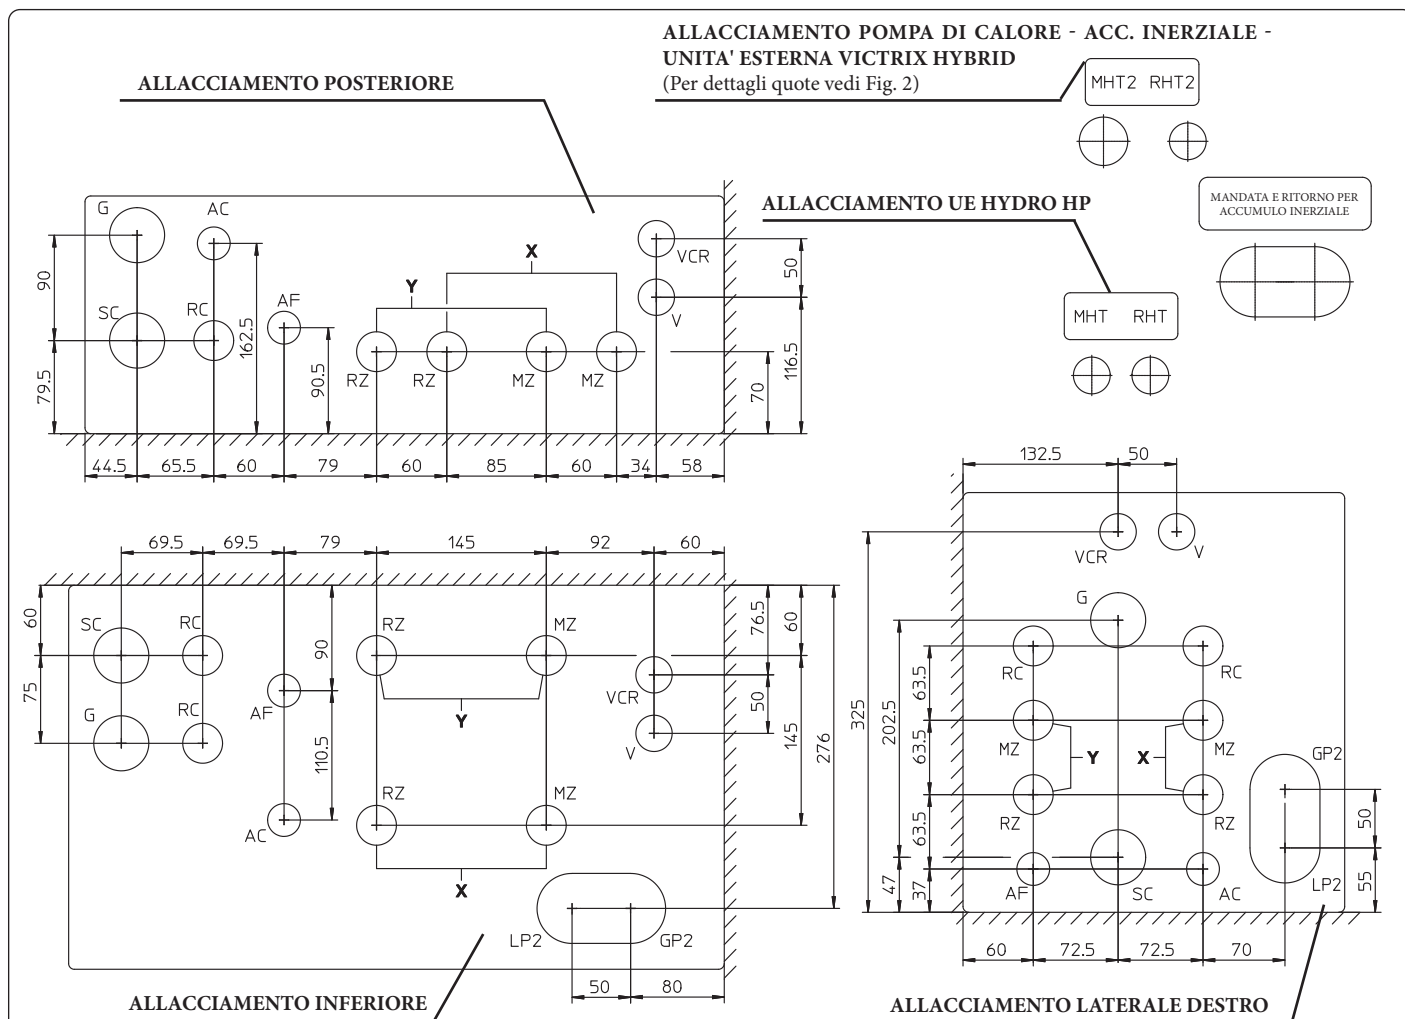 ALLACCIAMENTO POMPA DI CALORE - ACC. INERZIALE -
UNITA' ESTERNA VICTRIX HYBRID
(Per dettagli quote vedi Fig. 2)
MHT2 RHT2
ALLACCIAMENTO POSTERIORE
MANDATA E RITORNO PER
ACCUMULO INERZIALE
ALLACCIAMENTO UE HYDRO HP
MHT RHT
G
AC
VCR
X
Y
AF
V
SC
RC
RZ
RZ
MZ
MZ
90
79.5
162.5
90.5
70
50
116.5
44.5
65.5
60
79
60
85
60
34
58
69.5
69.5
79
145
92
60
SC
RC
RZ
MZ
G
RC
AF
VCR
Y
V
AC
RZ
MZ
X
LP2
GP2
60
75
90
110.5
76.5
50
60
145
276
50
80
ALLACCIAMENTO INFERIORE
132.5
50
VCR
V
G
RC
RC
MZ
Y
X
MZ
GP2
RZ
RZ
AF
SC
AC
LP2
325
202.5
47
63.5
63.5
63.5
37
50
55
60
72.5
72.5
70
ALLACCIAMENTO LATERALE DESTRO